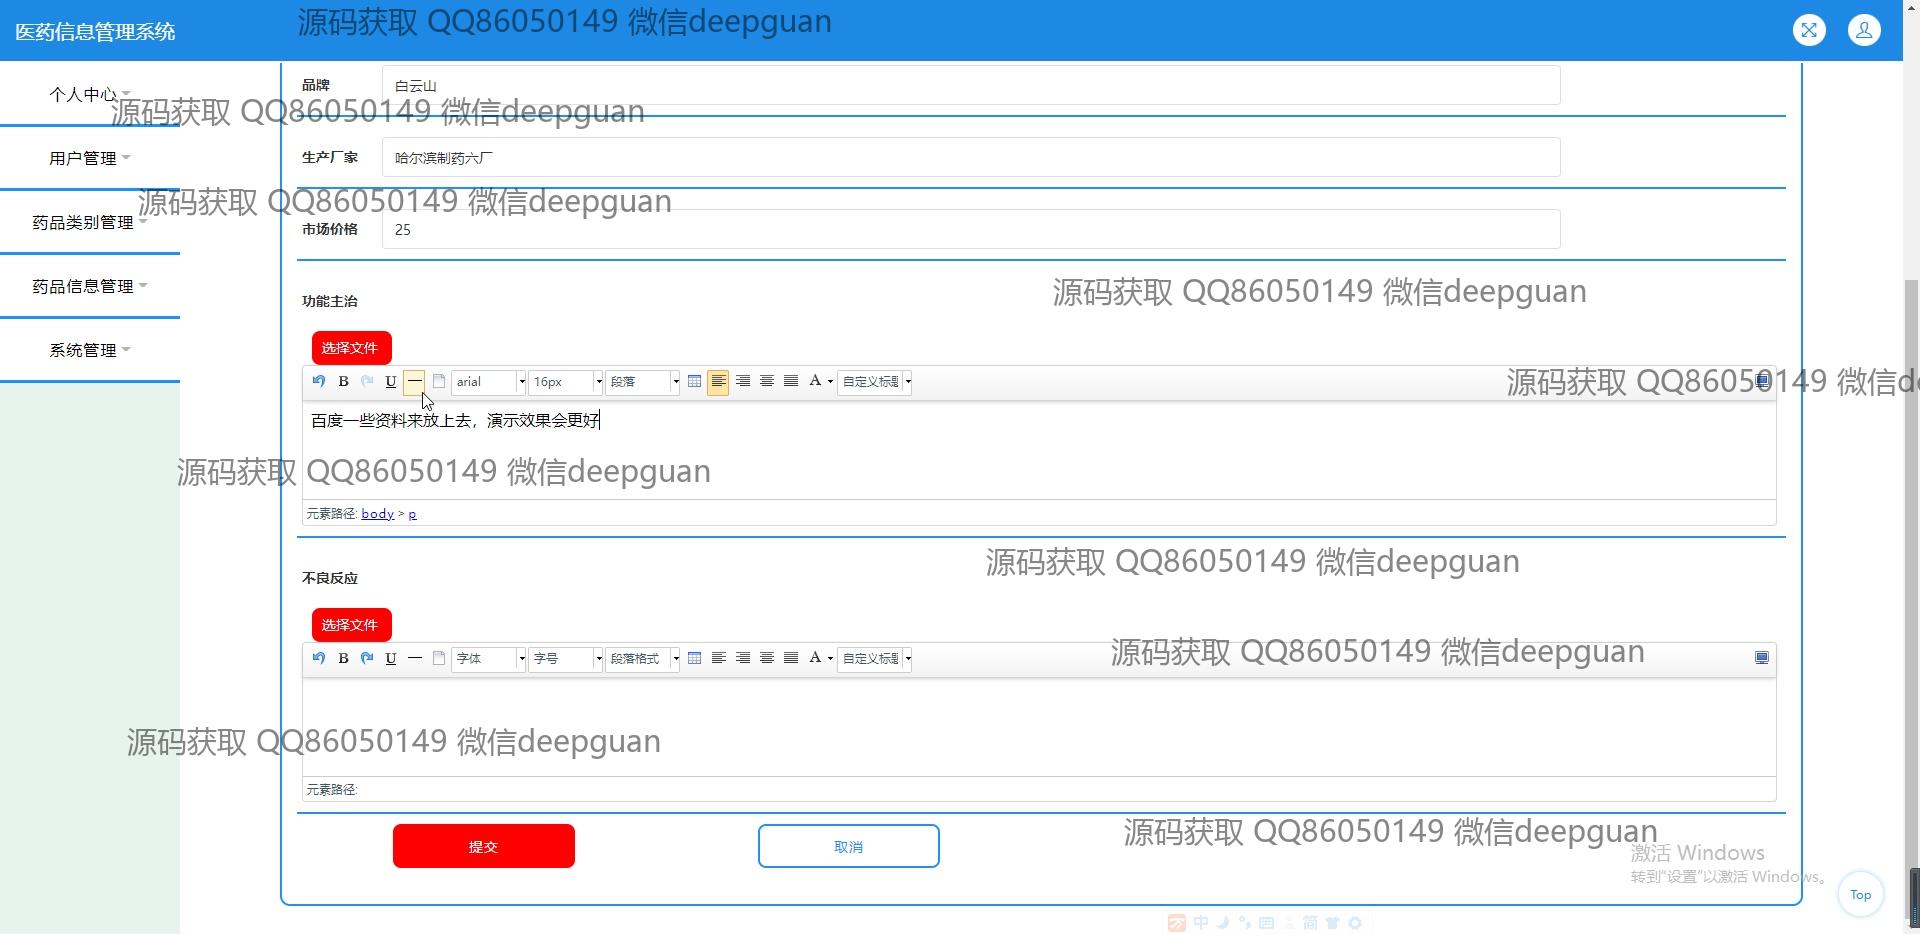 医药信息管理系统
源码获取 QQ86050149 微信deepguan
个人中心
品牌
白云山
源码获取 QQ86050149 微信deepguan
用户管理
生产厂家
哈尔滨制药六厂
源码获取 QQ86050149 微信deepguan
药品类别管理
市场价格
25
药品信息管理
源码获取 QQ86050149 微信deepguan
功能主治
系统管理
选择文件
B U arial 16px 段落 A 自定义标题
源码获取 QQ86050149 微信d
百度一些资料来放上去，演示效果会更好
源码获取 QQ86050149 微信deepguan
元素路径: body > p
源码获取 QQ86050149 微信deepguan
不良反应
选择文件
B U 字体 字号 段落格式 A 自定义标题
源码获取 QQ86050149 微信deepguan
源码获取 QQ86050149 微信deepguan
元素路径:
源码获取 QQ86050149 微信deepguan
提交
取消
激活 Windows
转到"设置"以激活 Windows。
Top
中 简